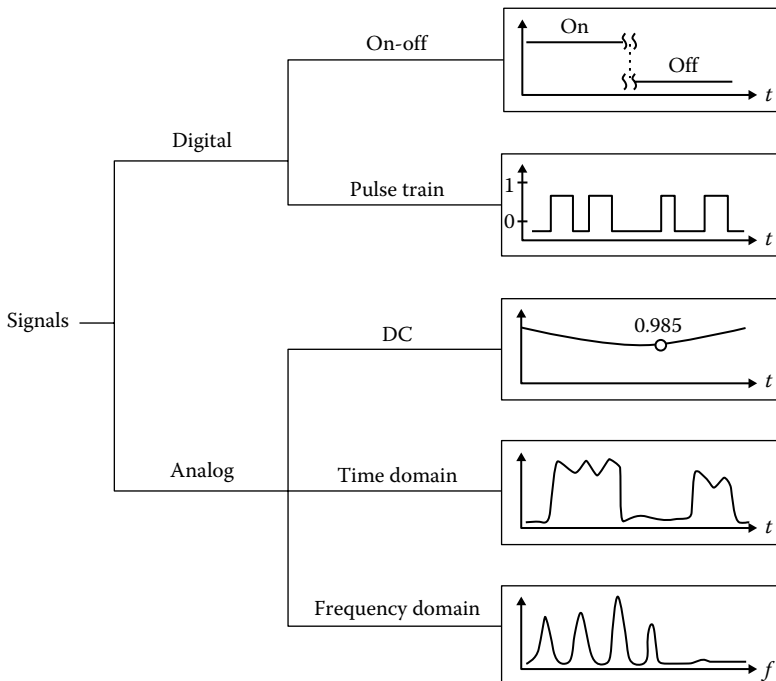 On-off
On
Off
t
Digital
Pulse train
1
0
t
Signals
DC
0.985
t
Analog
Time domain
t
Frequency domain
f